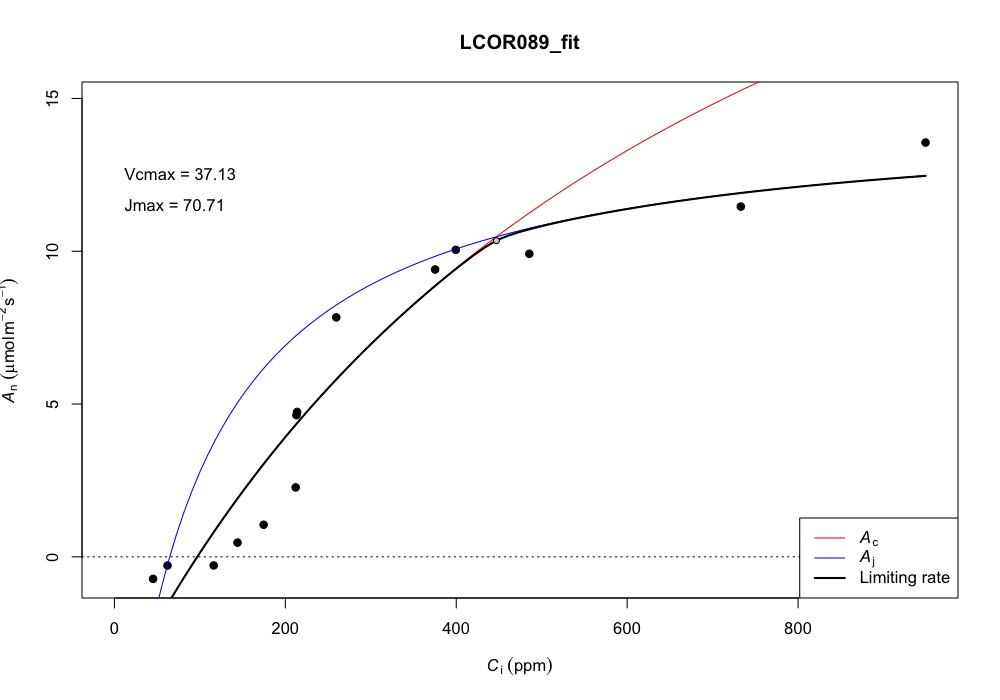 LCOR089_fit
15
10
5
0
Vcmax = 37.13
Jmax = 70.71
Aₙ (μmolm⁻²s⁻¹)
0 200 400 600 800
Cᵢ (ppm)
A꜀
Aⱼ
Limiting rate